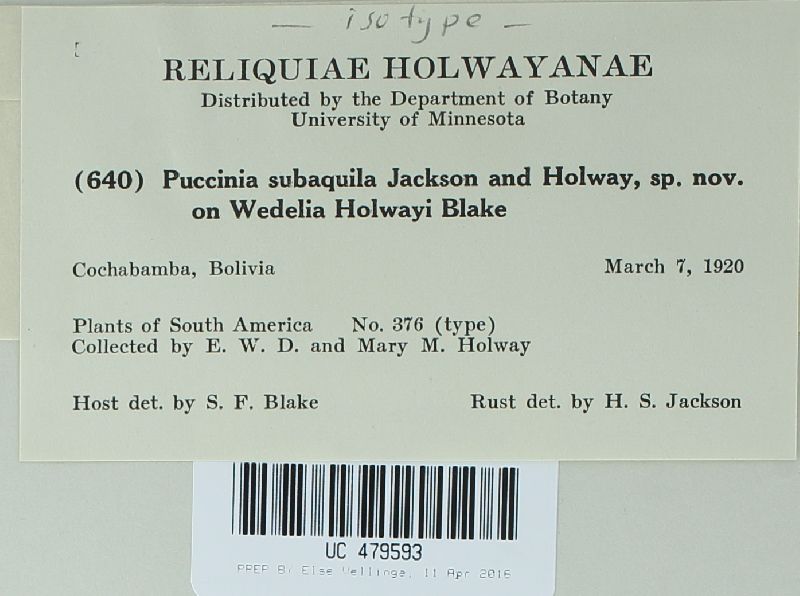 — isotype —
RELIQUIAE HOLWAYANAE
Distributed by the Department of Botany
University of Minnesota
(640) Puccinia subaquila Jackson and Holway, sp. nov.
on Wedelia Holwayi Blake
Cochabamba, Bolivia March 7, 1920
Plants of South America No. 376 (type)
Collected by E. W. D. and Mary M. Holway
Host det. by S. F. Blake Rust det. by H. S. Jackson
UC 479593
PREP By Else Vellinga, 11 Apr 2016